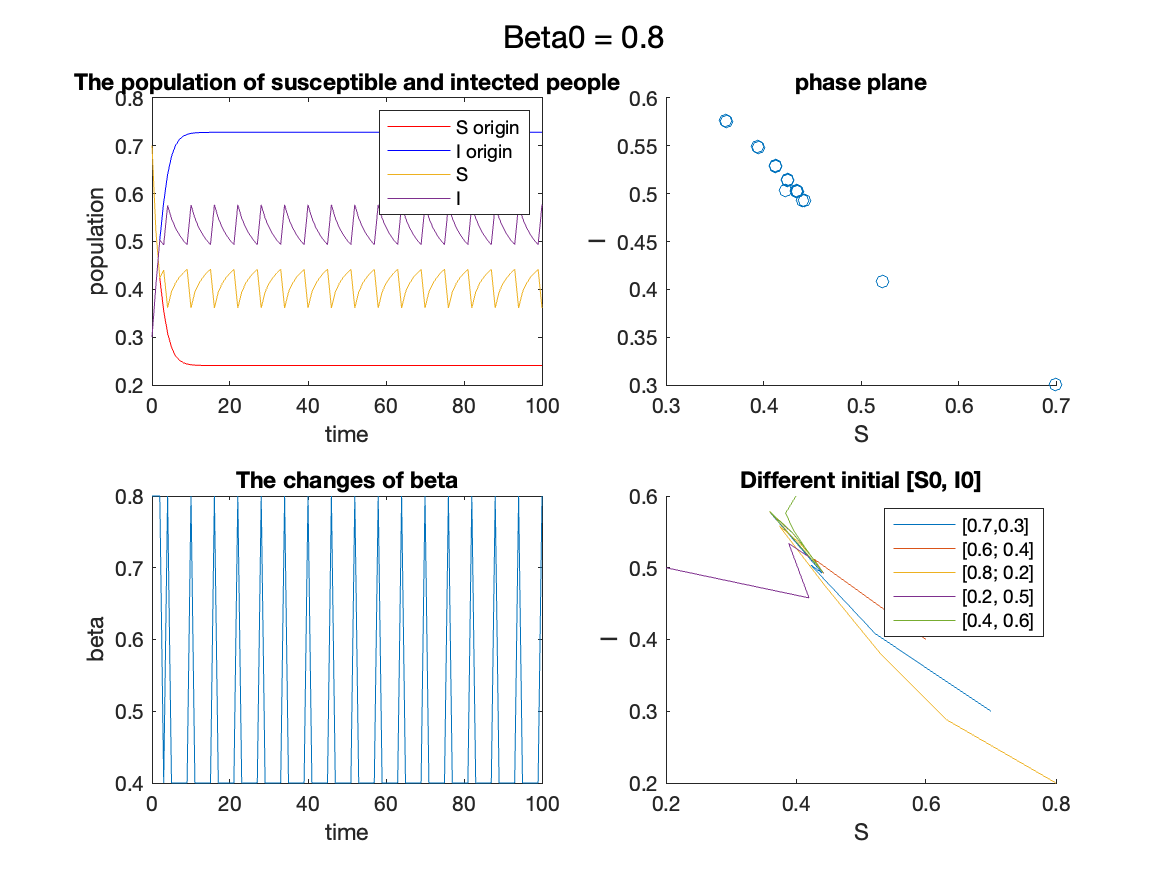 Beta0 = 0.8
The population of susceptible and intected people
0.8
0.7
0.6
0.5
0.4
0.3
0.2
population
0
20
40
60
80
100
time
S origin
I origin
S
I
phase plane
0.6
0.55
0.5
0.45
0.4
0.35
0.3
I
0.3
0.4
0.5
0.6
0.7
S
The changes of beta
0.8
0.7
0.6
0.5
0.4
beta
0
20
40
60
80
100
time
Different initial [S0, I0]
0.6
0.5
0.4
0.3
0.2
I
0.2
0.4
0.6
0.8
S
[0.7,0.3]
[0.6; 0.4]
[0.8; 0.2]
[0.2, 0.5]
[0.4, 0.6]